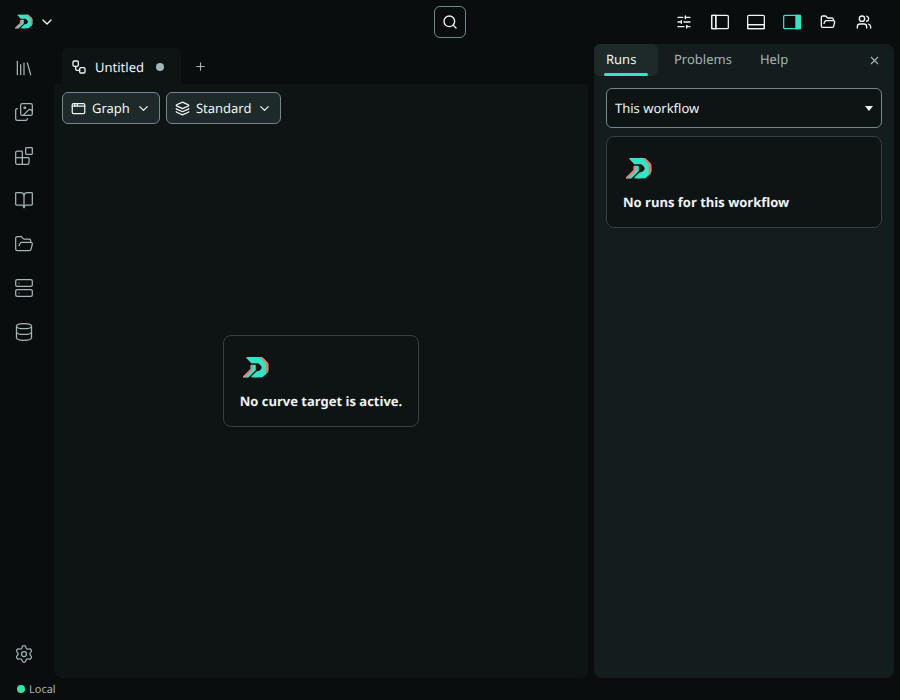 Untitled
Runs
Problems
Help
Graph
Standard
This workflow
No runs for this workflow
No curve target is active.
Local